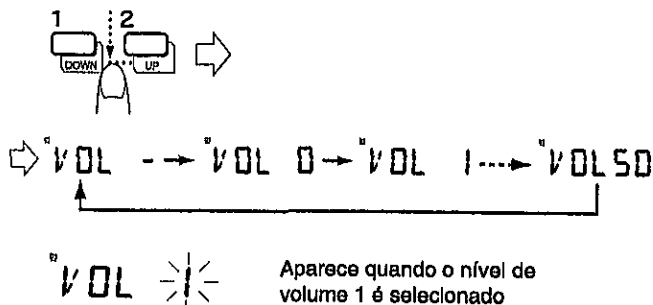 1 2
DOWN UP
VOL - VOL 0 VOL 1 VOL50
VOL 1 Aparece quando o nível de
volume 1 é selecionado